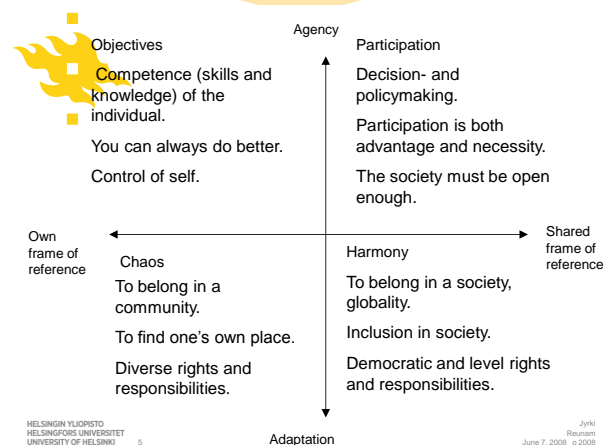 Agency
Objectives
Competence (skills and
knowledge) of the
individual.
You can always do better.
Control of self.
Participation
Decision- and
policymaking.
Participation is both
advantage and necessity.
The society must be open
enough.
Own
frame of
reference
Shared
frame of
reference
Chaos
To belong in a
community.
To find one's own place.
Diverse rights and
responsibilities.
Harmony
To belong in a society,
globality.
Inclusion in society.
Democratic and level rights
and responsibilities.
Adaptation
HELSINGIN YLIOPISTO
HELSINGFORS UNIVERSITET
UNIVERSITY OF HELSINKI
5
Jyrki
Reunam
June 7, 2008 o 2008